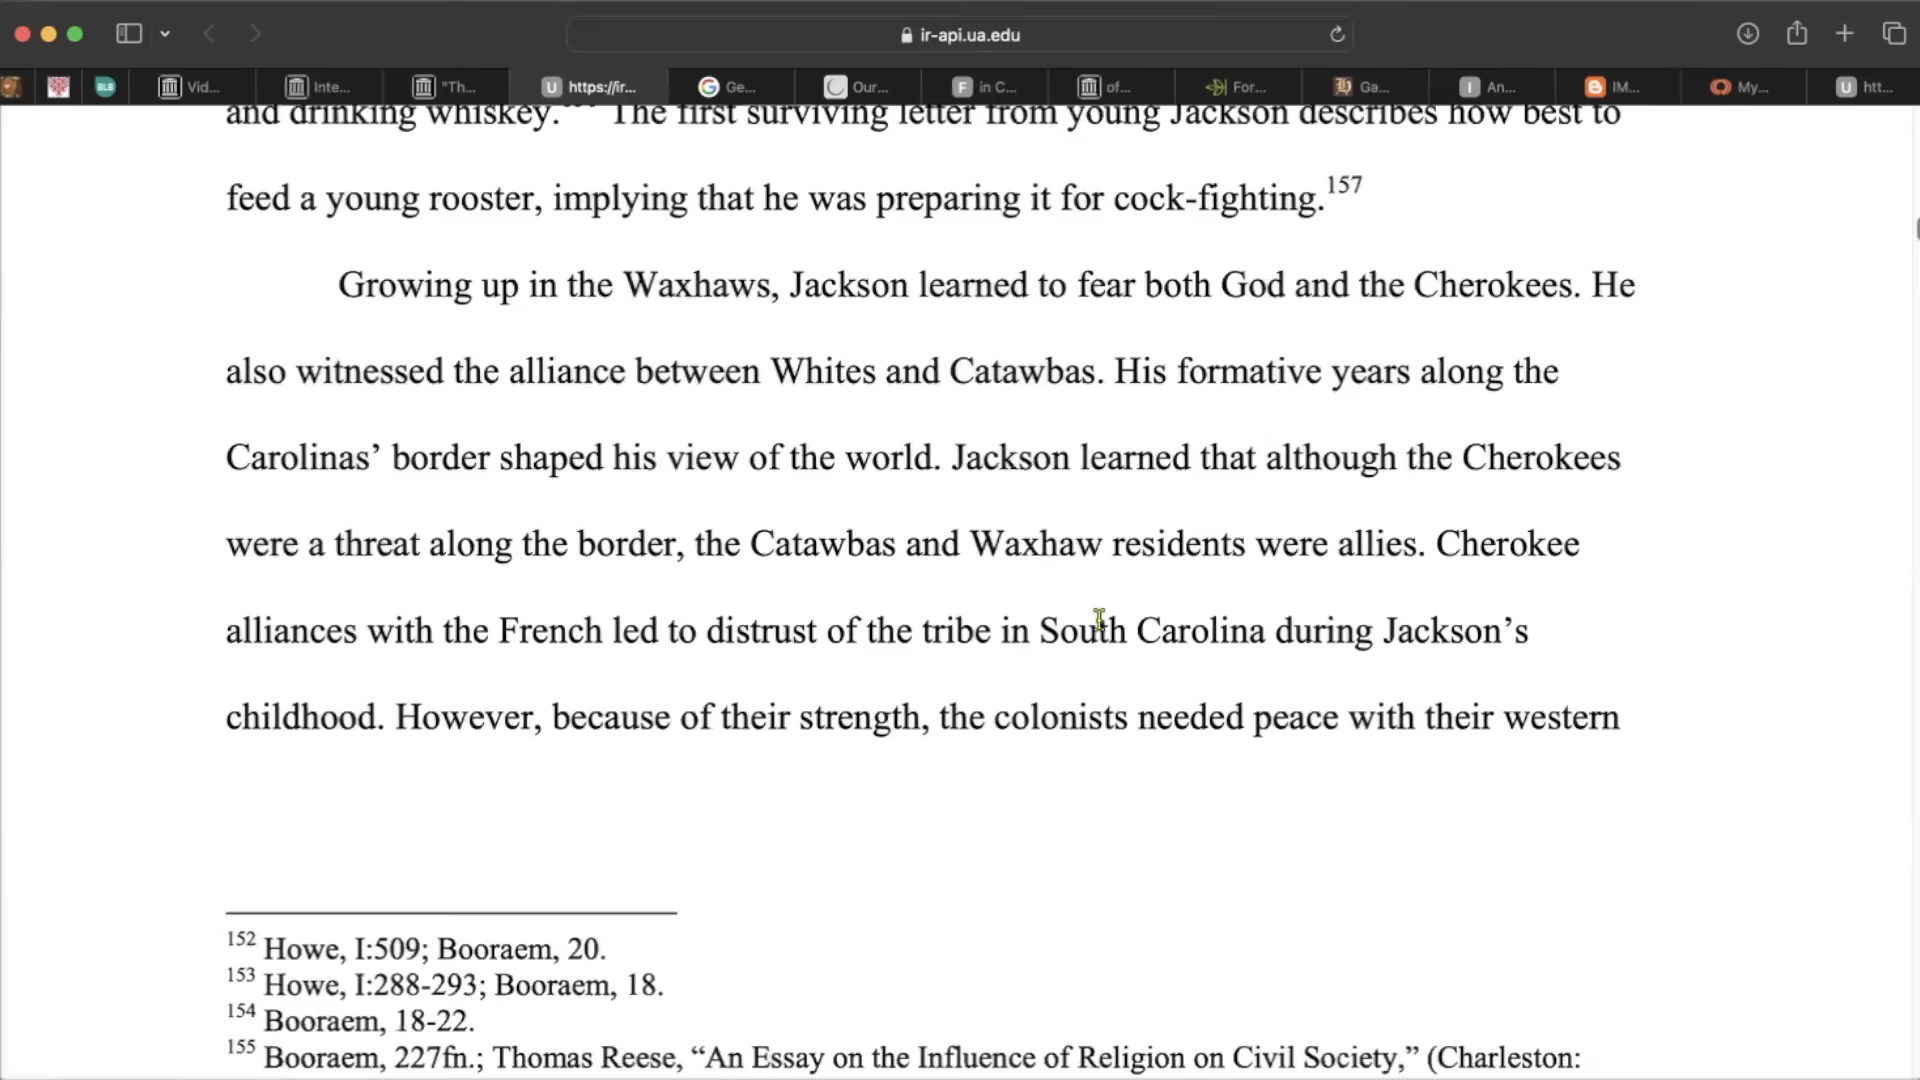 ir-api.ua.edu
BLB
Vid...
Inte...
"Th...
U https://ir...
G Ge...
Our...
F in C...
of...
For...
Ga...
I An...
IM...
My...
U htt...
and drinking whiskey. The first surviving letter from young Jackson describes how best to
feed a young rooster, implying that he was preparing it for cock-fighting.157
Growing up in the Waxhaws, Jackson learned to fear both God and the Cherokees. He
also witnessed the alliance between Whites and Catawbas. His formative years along the
Carolinas’ border shaped his view of the world. Jackson learned that although the Cherokees
were a threat along the border, the Catawbas and Waxhaw residents were allies. Cherokee
alliances with the French led to distrust of the tribe in South Carolina during Jackson’s
childhood. However, because of their strength, the colonists needed peace with their western
152 Howe, I:509; Booraem, 20.
153 Howe, I:288-293; Booraem, 18.
154 Booraem, 18-22.
155 Booraem, 227fn.; Thomas Reese, “An Essay on the Influence of Religion on Civil Society,” (Charleston: